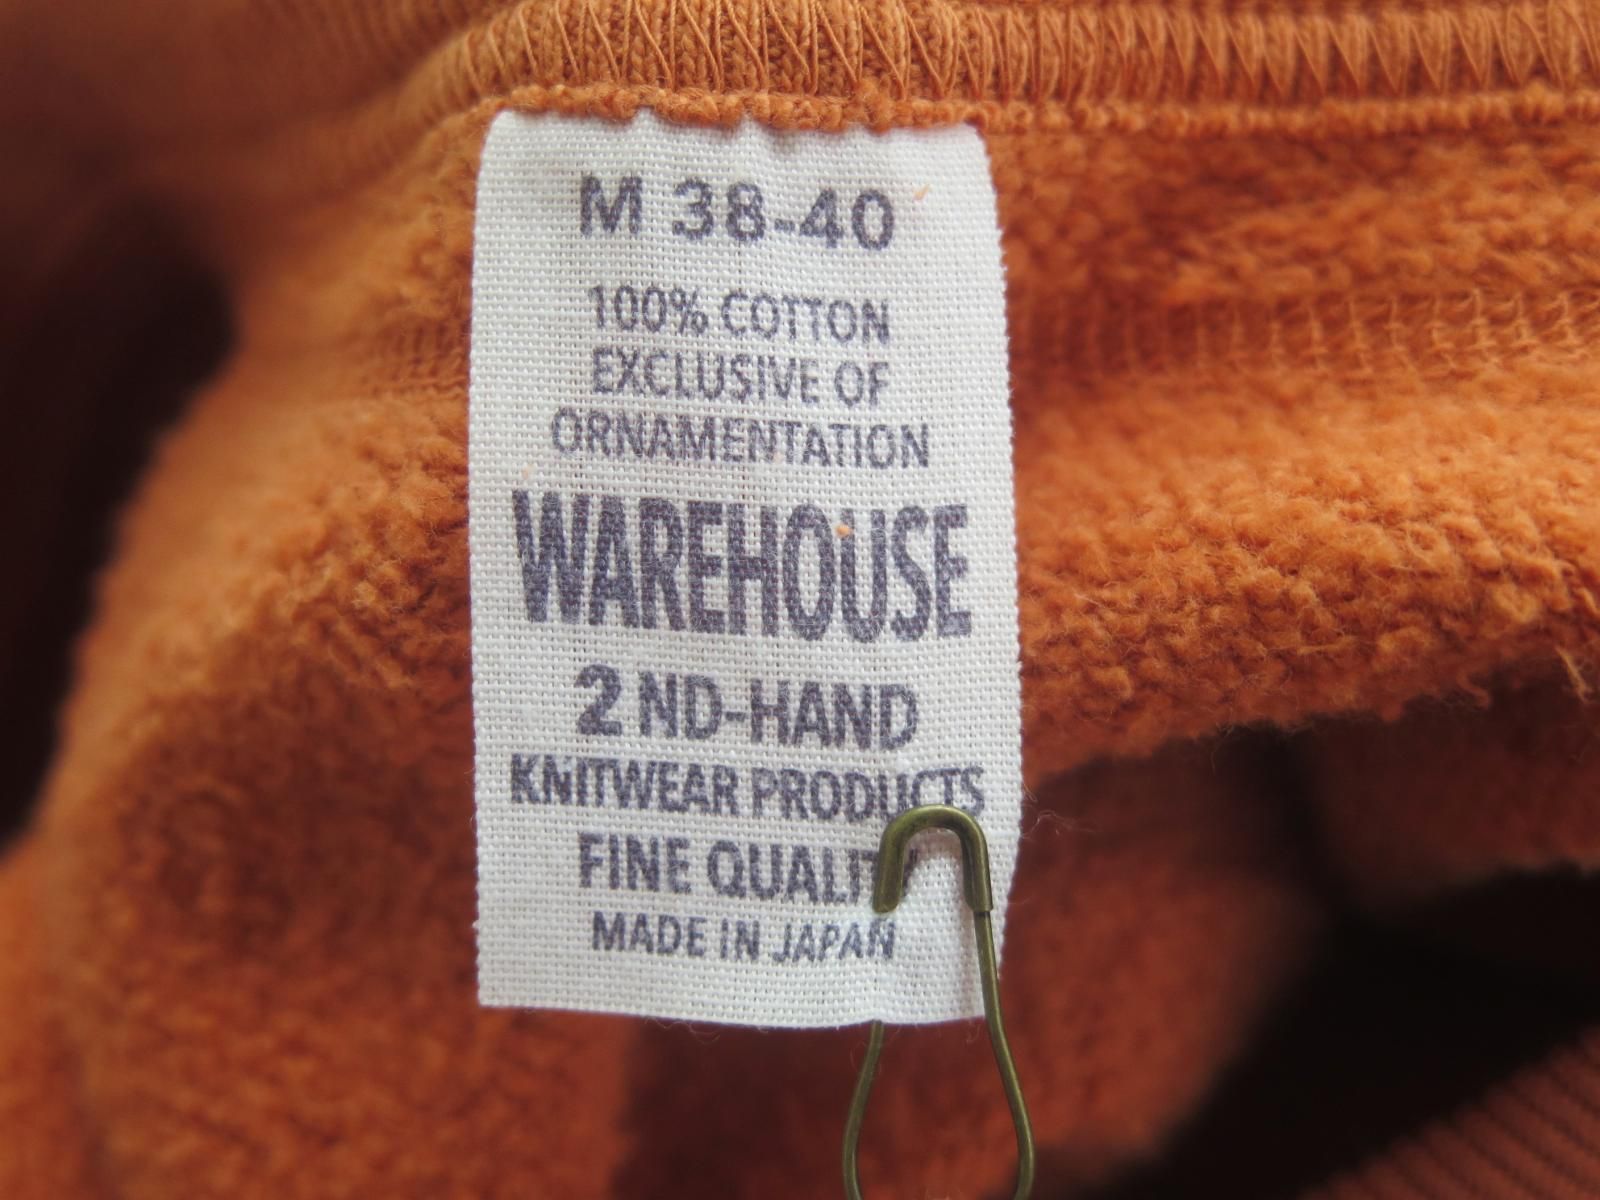 M 38-40
100% COTTON
EXCLUSIVE OF
ORNAMENTATION
WAREHOUSE
2 ND-HAND
KNITWEAR PRODUCTS
FINE QUALITY
MADE IN JAPAN